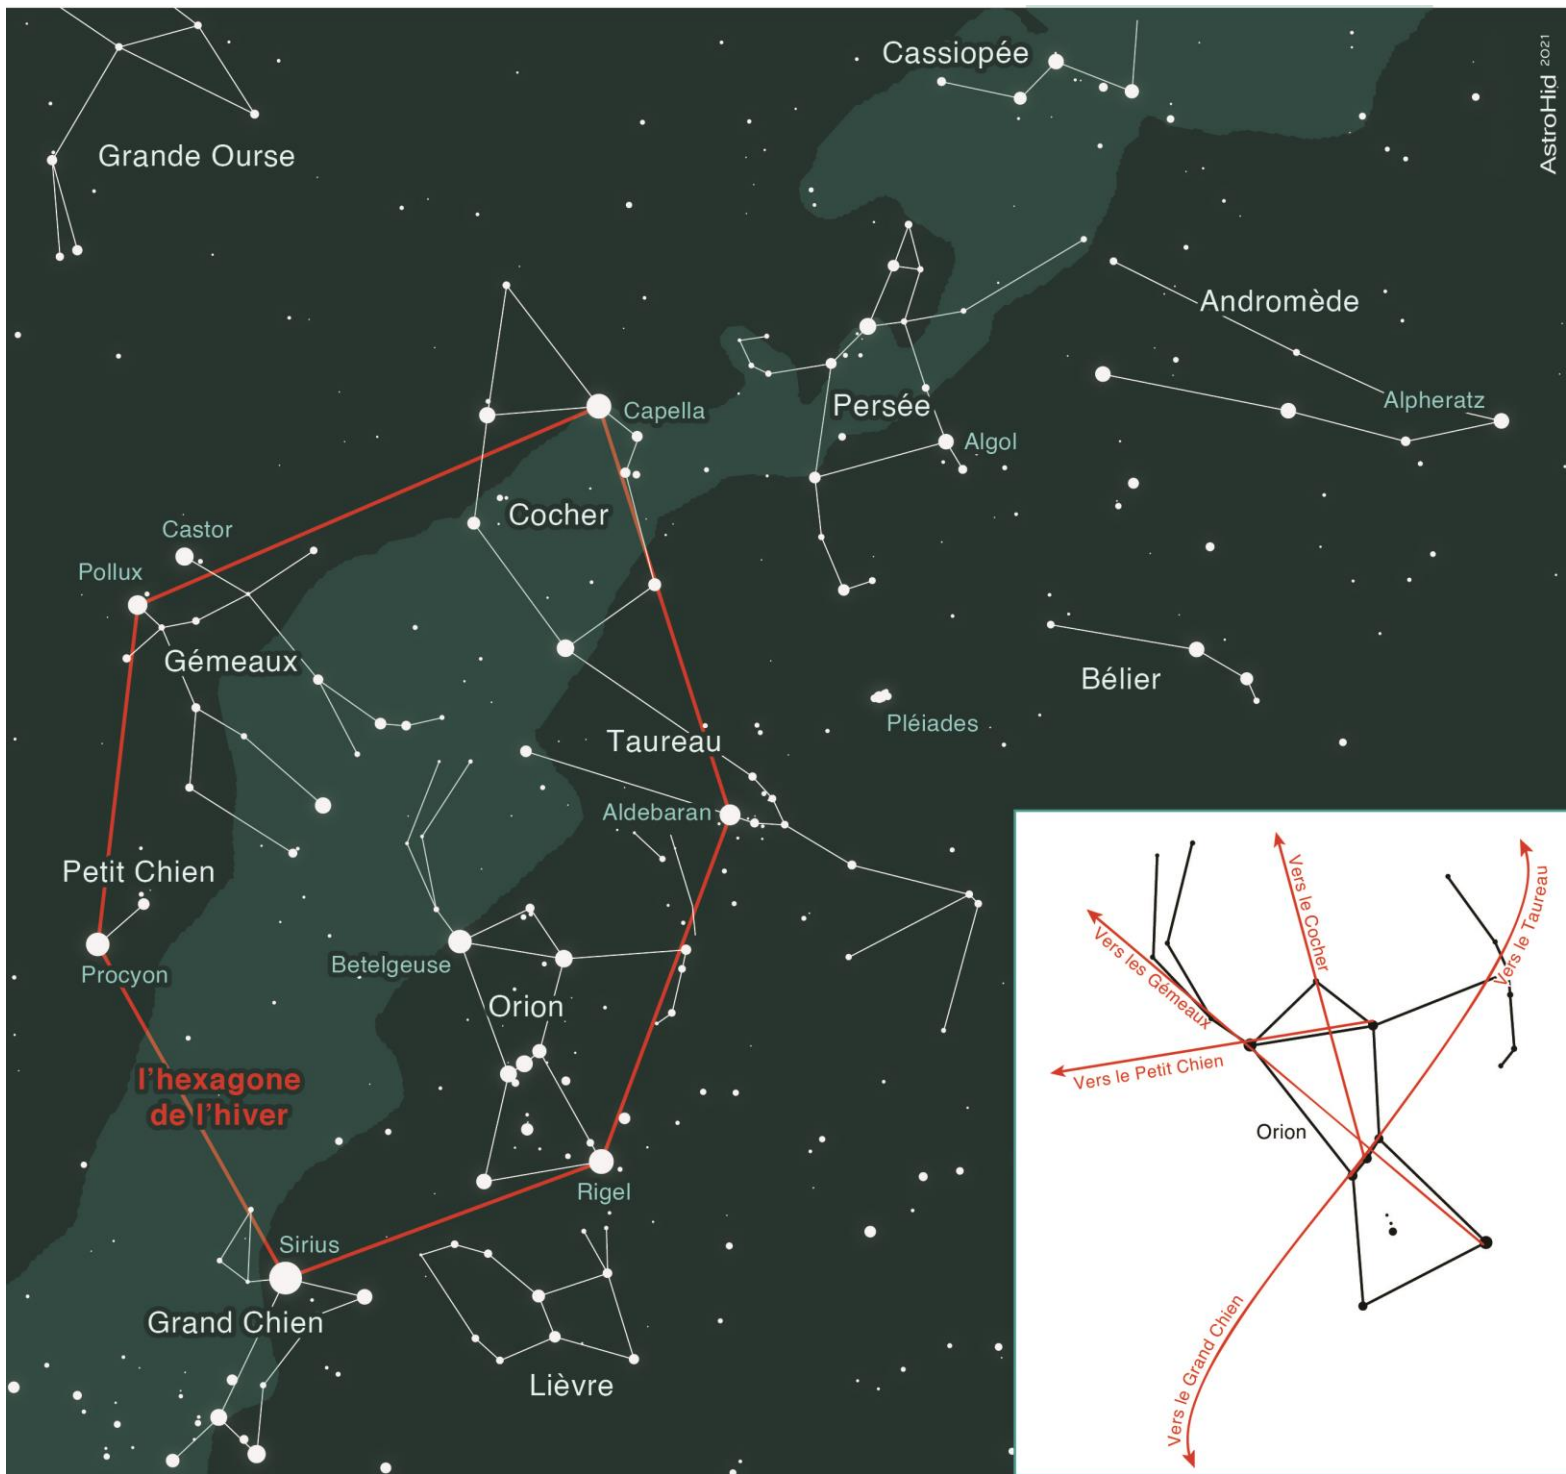 Cassiopée
AstroHid 2021
Grande Ourse
Andromède
Alpheratz
Persée
Capella
Algol
Cocher
Castor
Pollux
Gémeaux
Bélier
Pléiades
Taureau
Aldebaran
Petit Chien
Procyon
Betelgeuse
Orion
l'hexagone
de l'hiver
Rigel
Sirius
Grand Chien
Lièvre
Vers le Cocher
Vers le Taureau
Vers les Gémeaux
Vers le Petit Chien
Orion
Vers le Grand Chien